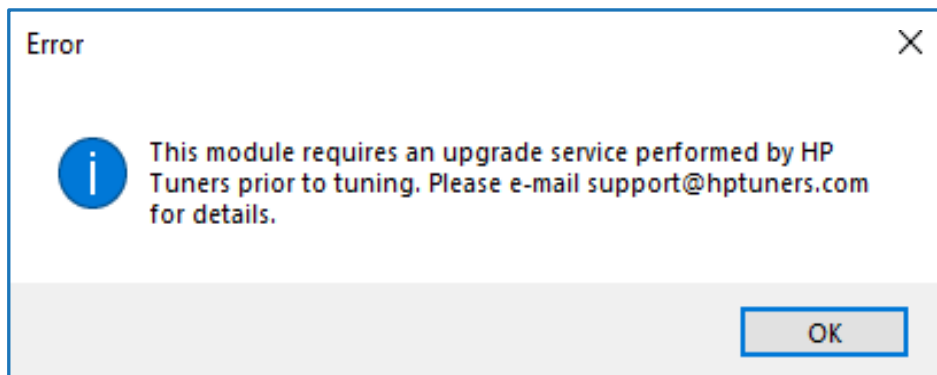 Error
This module requires an upgrade service performed by HP
Tuners prior to tuning. Please e-mail support@hptuners.com
for details.
OK